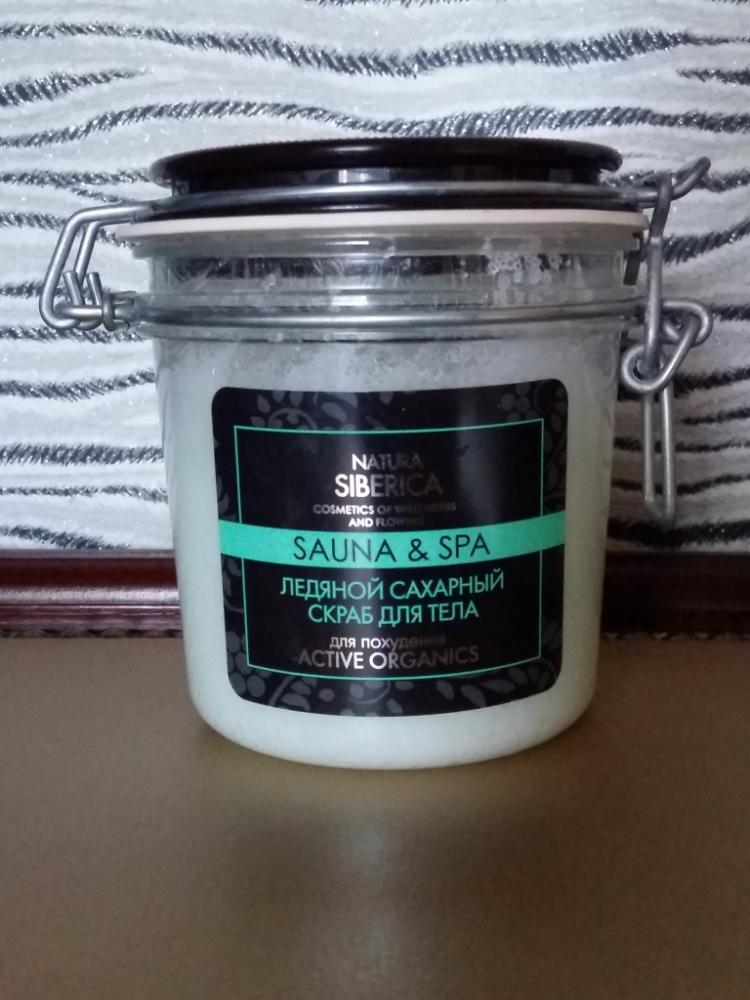 NATURA
SIBERICA
COSMETICS OF WILD HERBS
AND FLOWERS
SAUNA & SPA
ЛЕДЯНОЙ САХАРНЫЙ
СКРАБ ДЛЯ ТЕЛА
для похудения
ACTIVE ORGANICS